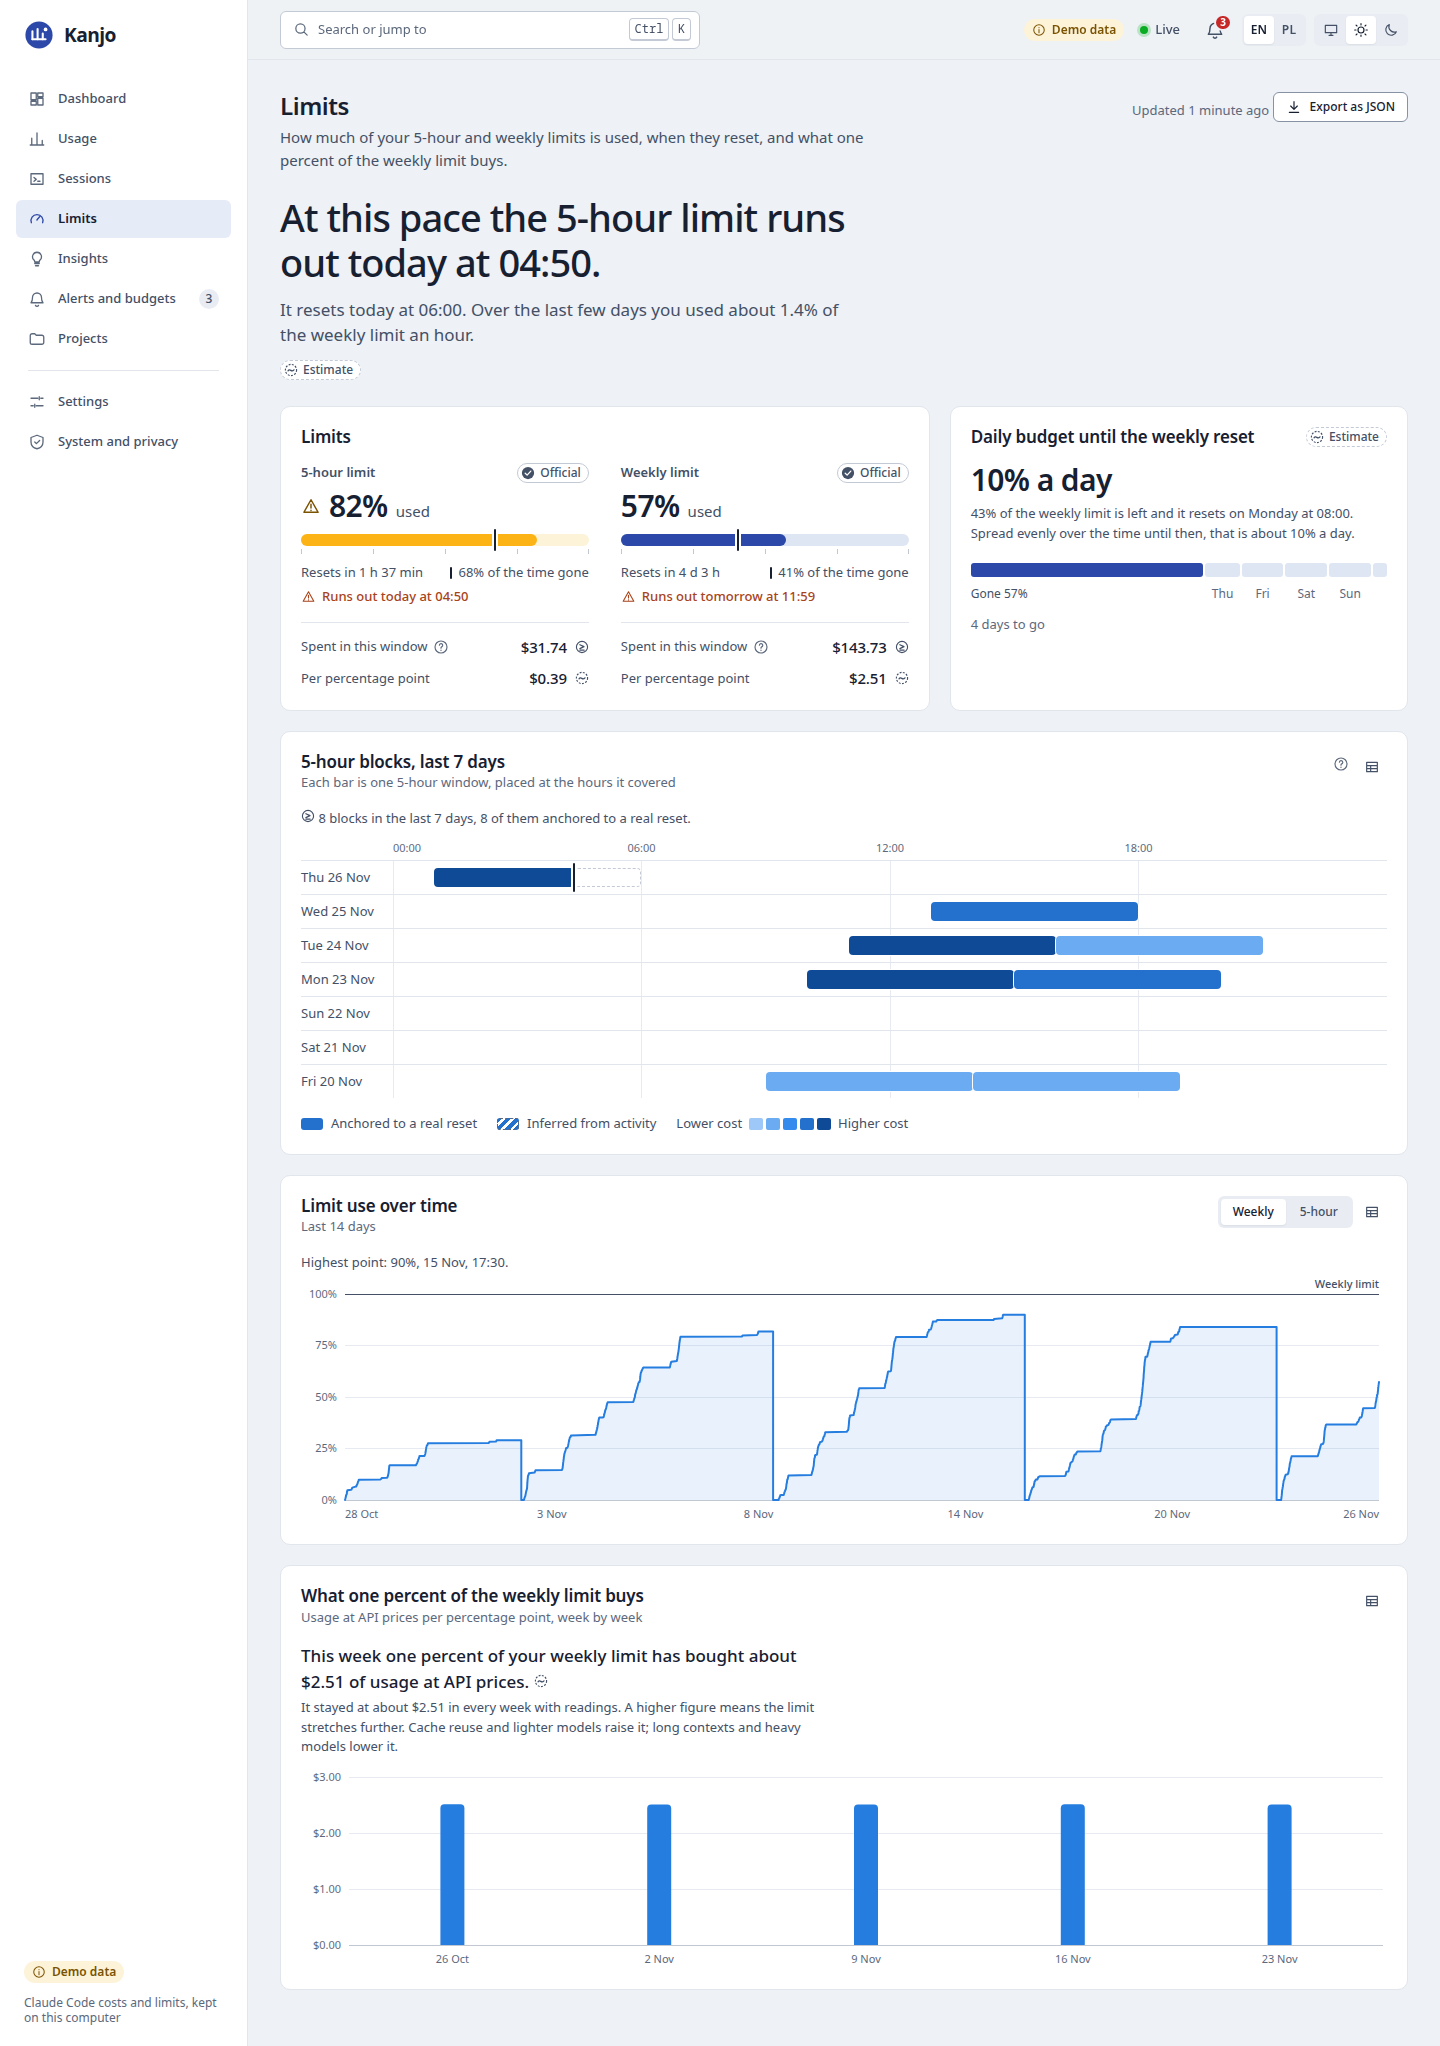 Kanjo
Search or jump to
Ctrl K
Demo data
Live
3
EN PL
Dashboard
Usage
Sessions
Limits
Insights
Alerts and budgets 3
Projects
Settings
System and privacy
Limits
Updated 1 minute ago
Export as JSON
How much of your 5-hour and weekly limits is used, when they reset, and what one
percent of the weekly limit buys.
At this pace the 5-hour limit runs
out today at 04:50.
It resets today at 06:00. Over the last few days you used about 1.4% of
the weekly limit an hour.
Estimate
Limits
5-hour limit Official
82% used
Resets in 1 h 37 min 68% of the time gone
Runs out today at 04:50
Spent in this window $31.74
Per percentage point $0.39
Weekly limit Official
57% used
Resets in 4 d 3 h 41% of the time gone
Runs out tomorrow at 11:59
Spent in this window $143.73
Per percentage point $2.51
Daily budget until the weekly reset Estimate
10% a day
43% of the weekly limit is left and it resets on Monday at 08:00.
Spread evenly over the time until then, that is about 10% a day.
Gone 57% Thu Fri Sat Sun
4 days to go
5-hour blocks, last 7 days
Each bar is one 5-hour window, placed at the hours it covered
8 blocks in the last 7 days, 8 of them anchored to a real reset.
00:00 06:00 12:00 18:00
Thu 26 Nov
Wed 25 Nov
Tue 24 Nov
Mon 23 Nov
Sun 22 Nov
Sat 21 Nov
Fri 20 Nov
Anchored to a real reset Inferred from activity Lower cost Higher cost
Limit use over time
Last 14 days
Weekly 5-hour
Highest point: 90%, 15 Nov, 17:30.
Weekly limit
100%
75%
50%
25%
0%
28 Oct 3 Nov 8 Nov 14 Nov 20 Nov 26 Nov
What one percent of the weekly limit buys
Usage at API prices per percentage point, week by week
This week one percent of your weekly limit has bought about
$2.51 of usage at API prices.
It stayed at about $2.51 in every week with readings. A higher figure means the limit
stretches further. Cache reuse and lighter models raise it; long contexts and heavy
models lower it.
$3.00
$2.00
$1.00
$0.00
26 Oct 2 Nov 9 Nov 16 Nov 23 Nov
Demo data
Claude Code costs and limits, kept
on this computer